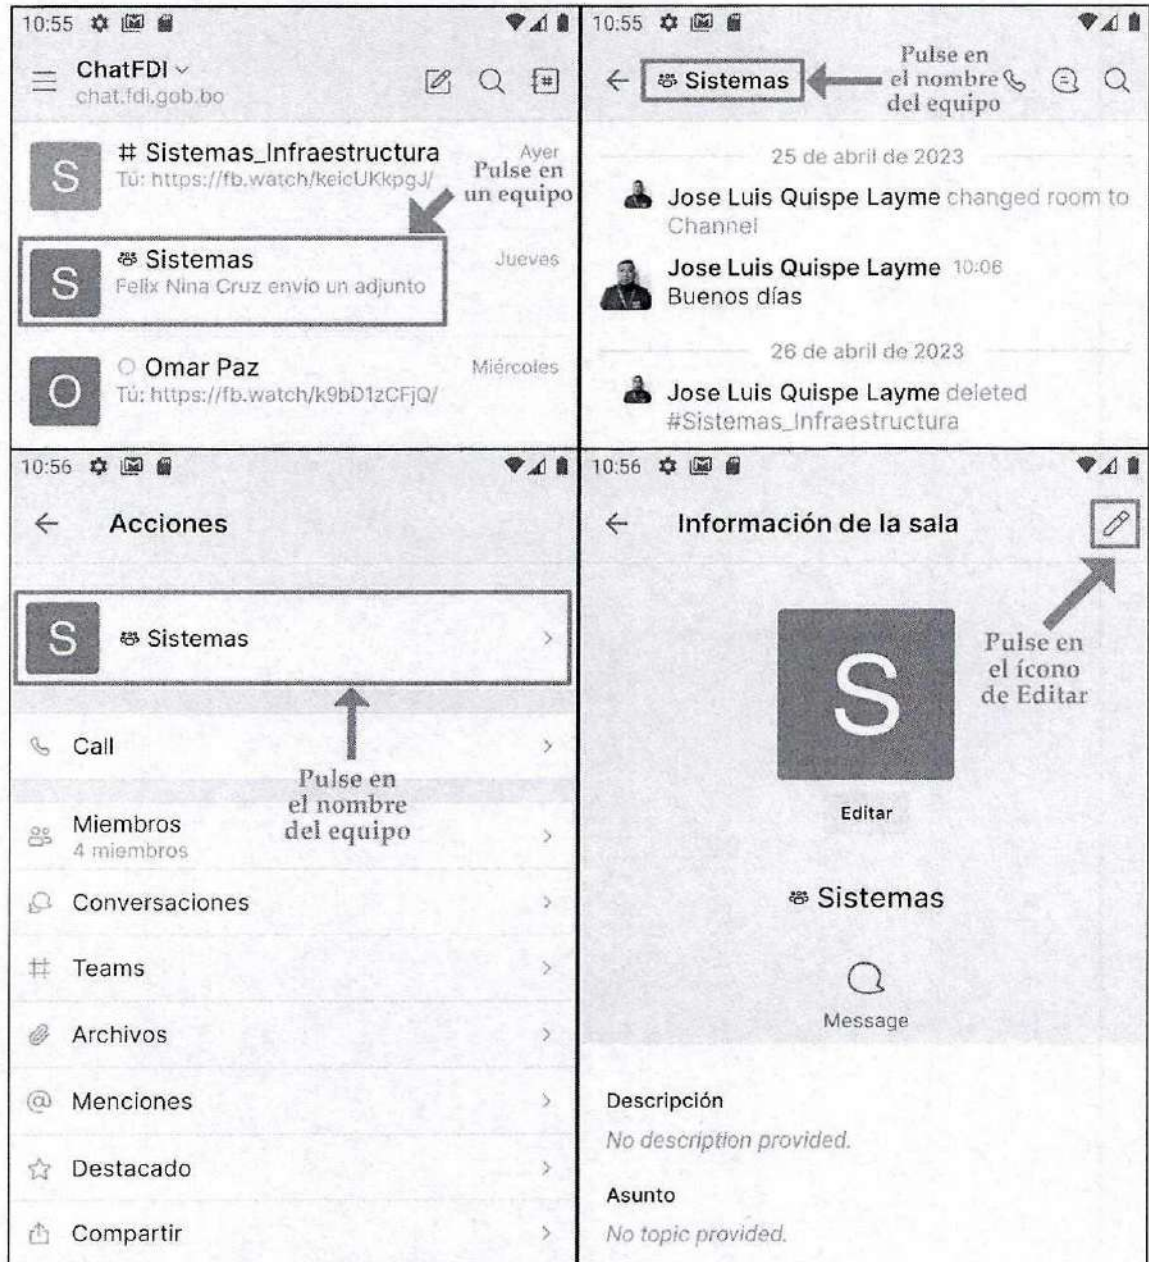 10:55
ChatFDI
chat.fdi.gob.bo
S
# Sistemas_Infraestructura
Ayer
Tú: https://fb.watch/keicUKkpgJ/
Pulse en
un equipo
S
Sistemas
Jueves
Felix Nina Cruz envío un adjunto
O
Omar Paz
Miércoles
Tú: https://fb.watch/k9bD1zCFjQ/
10:55
Sistemas
Pulse en
el nombre
del equipo
25 de abril de 2023
Jose Luis Quispe Layme changed room to
Channel
Jose Luis Quispe Layme 10:06
Buenos días
26 de abril de 2023
Jose Luis Quispe Layme deleted
#Sistemas_Infraestructura
10:56
Acciones
S
Sistemas
Call
Pulse en
el nombre
del equipo
Miembros
4 miembros
Conversaciones
Teams
Archivos
@ Menciones
Destacado
Compartir
10:56
Información de la sala
S
Pulse en
el ícono
de Editar
Editar
Sistemas
Message
Descripción
No description provided.
Asunto
No topic provided.